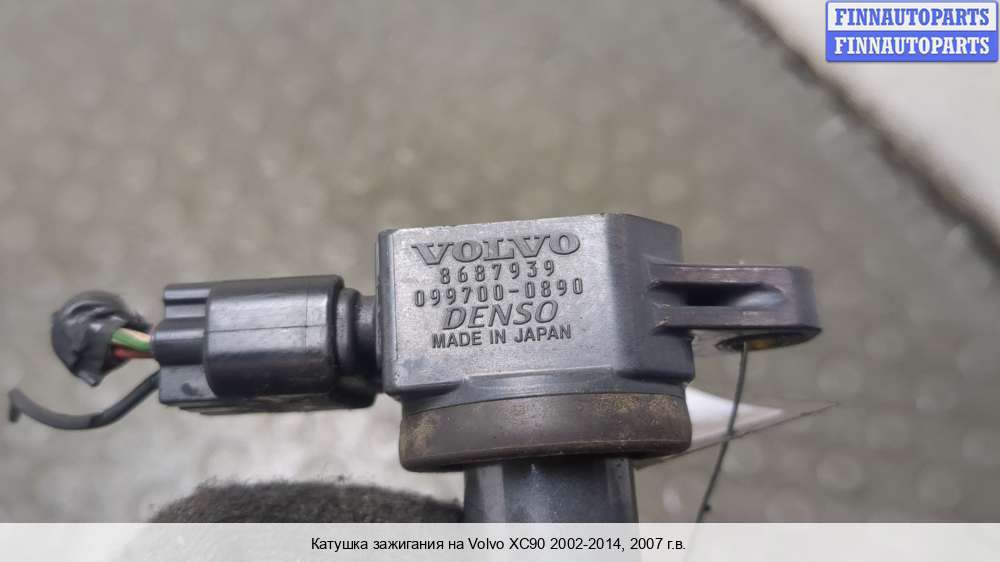 FINNAUTOPARTS
FINNAUTOPARTS
VOLVO
8687939
099700-0890
DENSO
MADE IN JAPAN
Катушка зажигания на Volvo XC90 2002-2014, 2007 г.в.